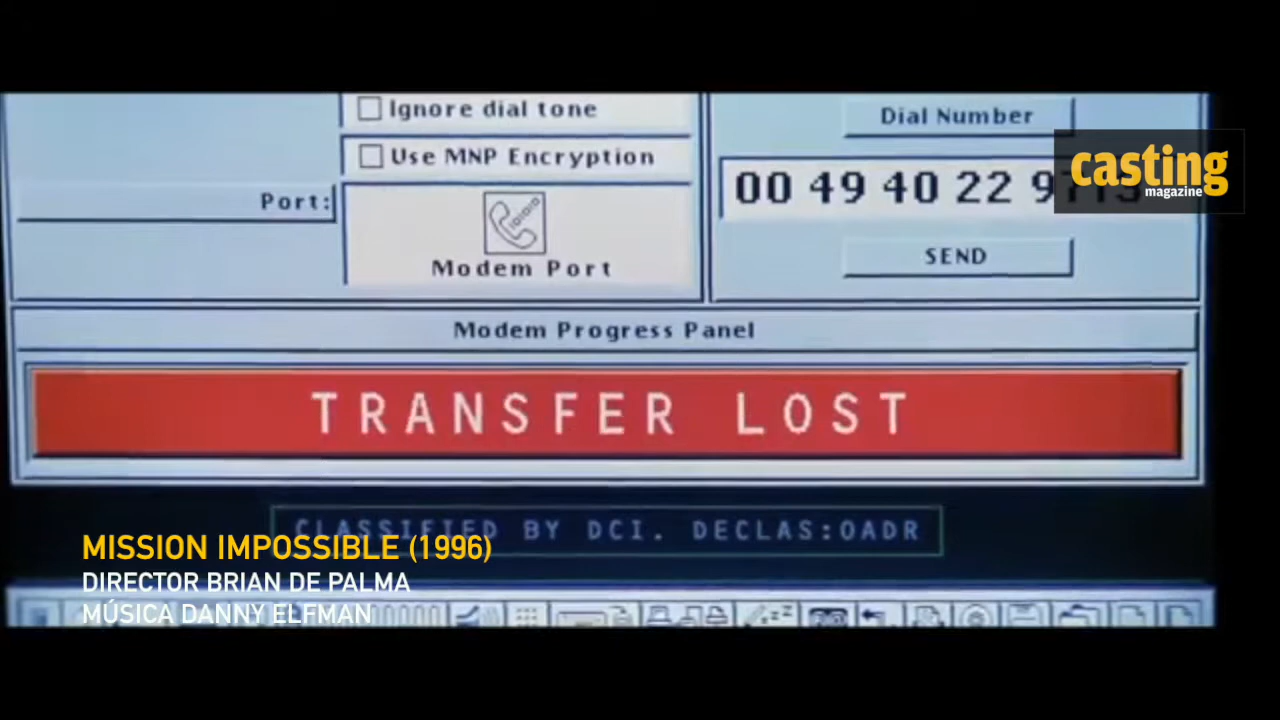 Ignore dial tone
Use MNP Encryption
Port:
Modem Port
Dial Number
00 49 40 22 9
SEND
casting
magazine
Modem Progress Panel
TRANSFER LOST
CLASSIFIED BY DCI. DECLAS:OADR
MISSION IMPOSSIBLE (1996)
DIRECTOR BRIAN DE PALMA
MÚSICA DANNY ELFMAN